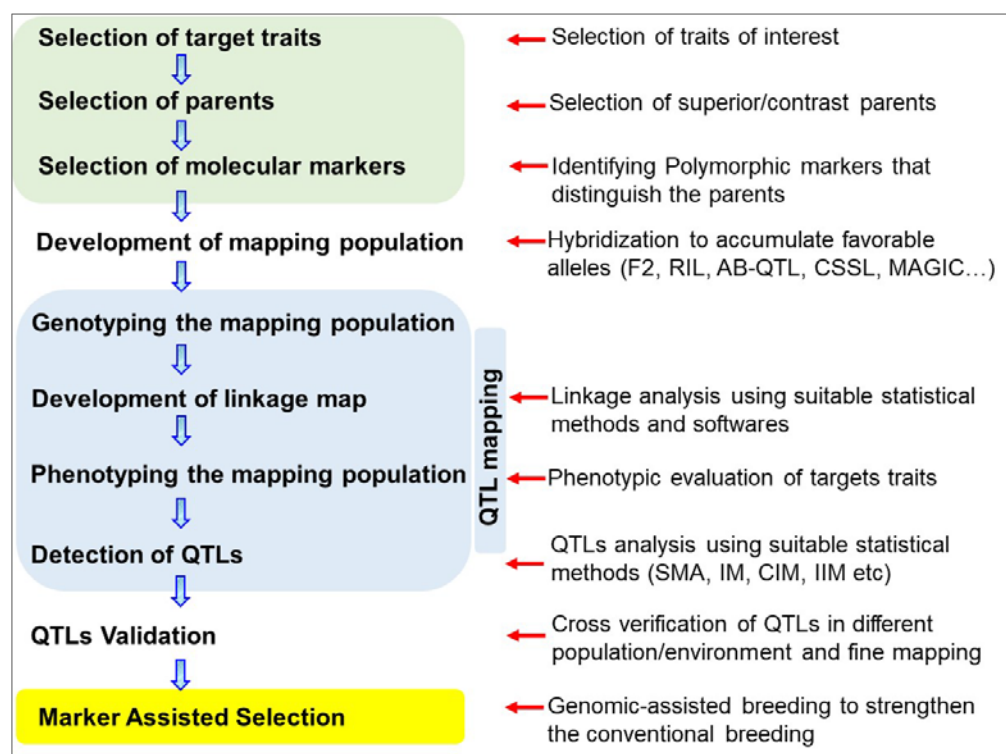 Selection of target traits
Selection of traits of interest
Selection of parents
Selection of superior/contrast parents
Selection of molecular markers
Identifying Polymorphic markers that
distinguish the parents
Development of mapping population
Hybridization to accumulate favorable
alleles (F2, RIL, AB-QTL, CSSL, MAGIC…)
Genotyping the mapping population
QTL mapping
Development of linkage map
Linkage analysis using suitable statistical
methods and softwares
Phenotyping the mapping population
Phenotypic evaluation of targets traits
Detection of QTLs
QTLs analysis using suitable statistical
methods (SMA, IM, CIM, IIM etc)
QTLs Validation
Cross verification of QTLs in different
population/environment and fine mapping
Marker Assisted Selection
Genomic-assisted breeding to strengthen
the conventional breeding